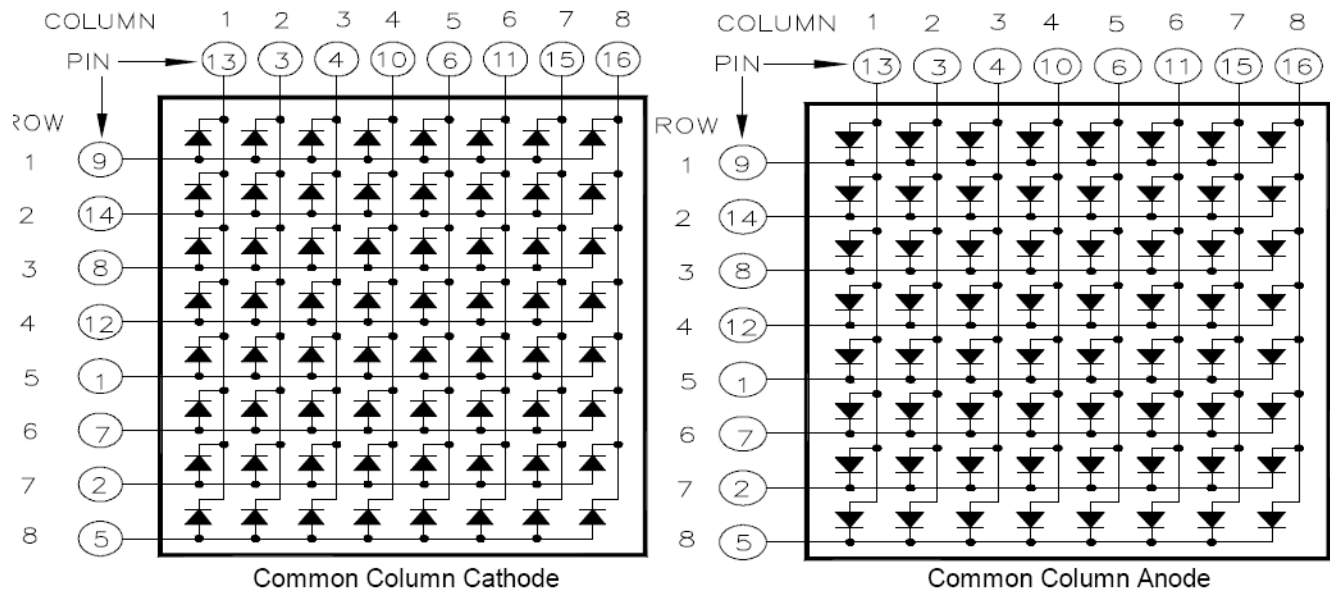 COLUMN 1 2 3 4 5 6 7 8
PIN 13 3 4 10 6 11 15 16
ROW
1 9
2 14
3 8
4 12
5 1
6 7
7 2
8 5
Common Column Cathode
COLUMN 1 2 3 4 5 6 7 8
PIN 13 3 4 10 6 11 15 16
ROW
1 9
2 14
3 8
4 12
5 1
6 7
7 2
8 5
Common Column Anode